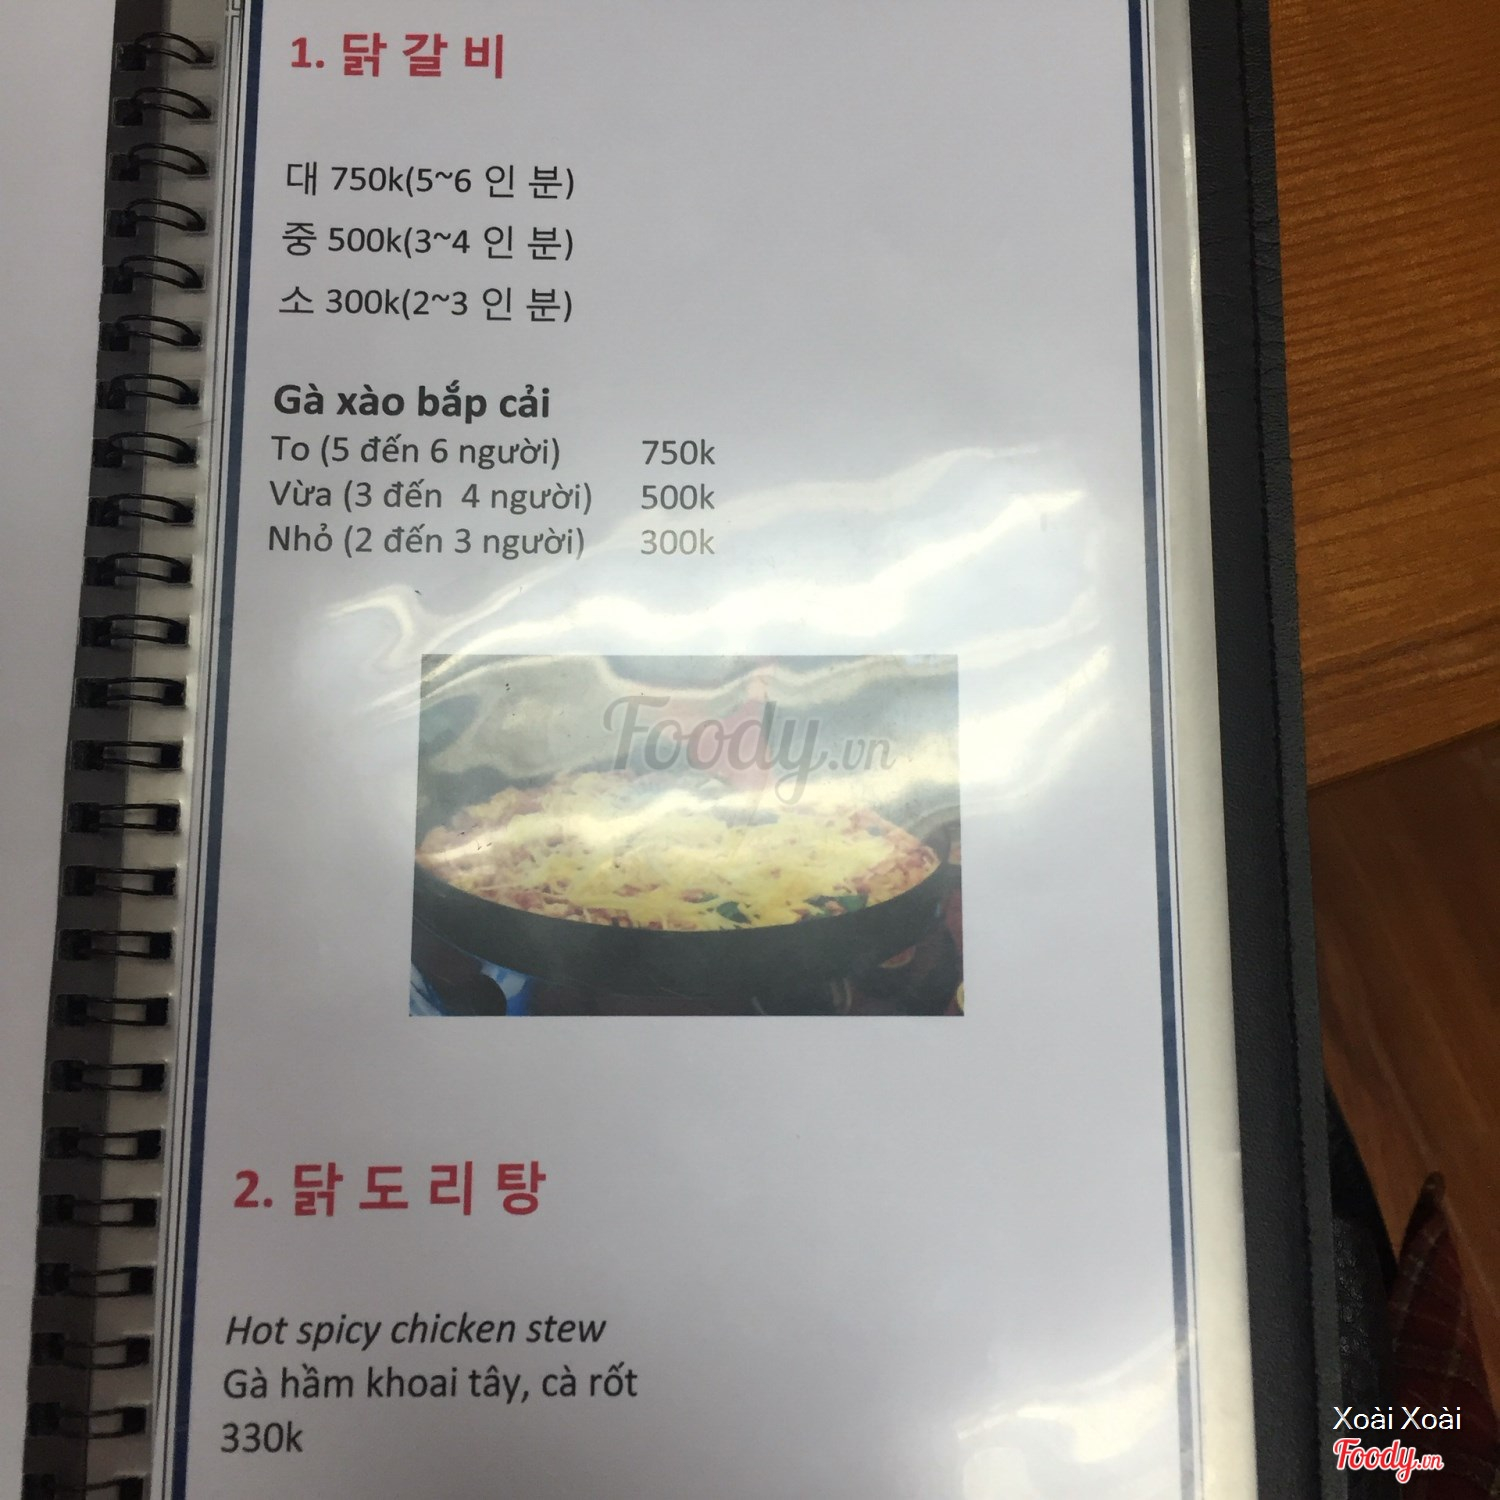 1. 닭 갈 비
대 750k(5~6 인 분)
중 500k(3~4 인 분)
소 300k(2~3 인 분)
Gà xào bắp cải
To (5 đến 6 người) 750k
Vừa (3 đến 4 người) 500k
Nhỏ (2 đến 3 người) 300k
Foody.vn
2. 닭 도 리 탕
Hot spicy chicken stew
Gà hầm khoai tây, cà rốt
330k
Xoài Xoài
Foody.vn